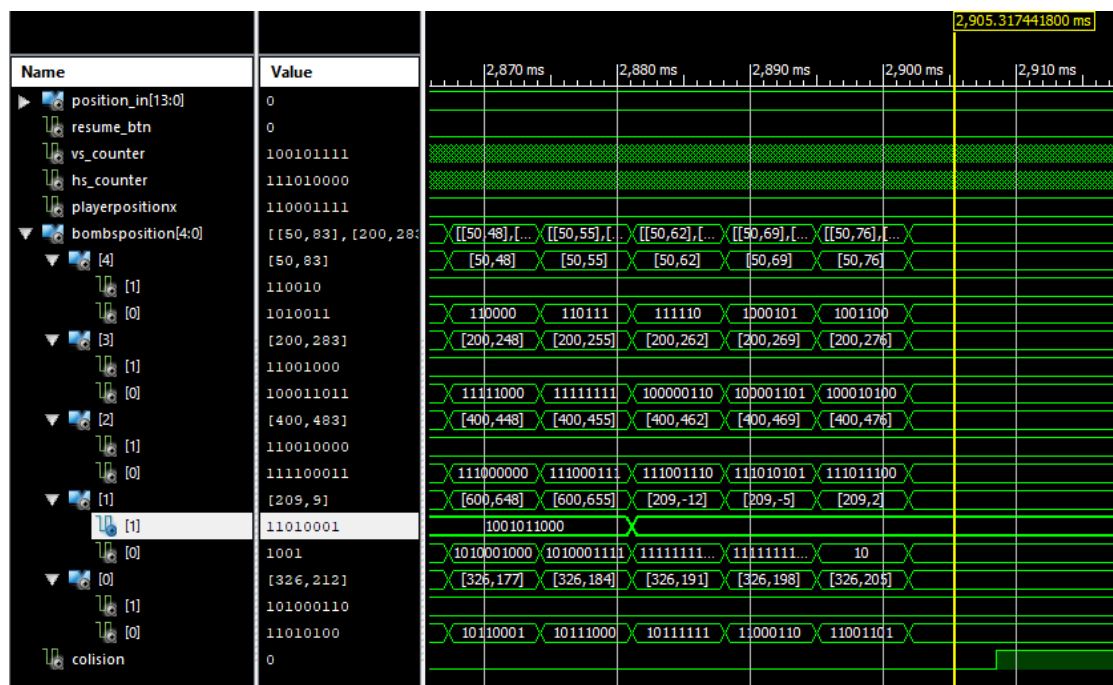 2,905.317441800 ms
Name Value 2,870 ms 2,880 ms 2,890 ms 2,900 ms 2,910 ms
position_in[13:0] 0
resume_btn 0
vs_counter 100101111
hs_counter 111010000
playerpositionx 110001111
bombsposition[4:0] [[50,83],[200,283 [[50,48],[... [[50,55],[... [[50,62],[... [[50,69],[... [[50,76],[...
[4] [50,83] [50,48] [50,55] [50,62] [50,69] [50,76]
[1] 110010
[0] 1010011 110000 110111 111110 1000101 1001100
[3] [200,283] [200,248] [200,255] [200,262] [200,269] [200,276]
[1] 11001000
[0] 100011011 11111000 11111111 100000110 100001101 100010100
[2] [400,483] [400,448] [400,455] [400,462] [400,469] [400,476]
[1] 110010000
[0] 111100011 111000000 111000111 111001110 111010101 111011100
[1] [209,9] [600,648] [600,655] [209,-12] [209,-5] [209,2]
[1] 11010001 1001011000
[0] 1001 1010001000 1010001111 11111111... 11111111... 10
[0] [326,212] [326,177] [326,184] [326,191] [326,198] [326,205]
[1] 101000110
[0] 11010100 10110001 10111000 10111111 11000110 11001101
colision 0